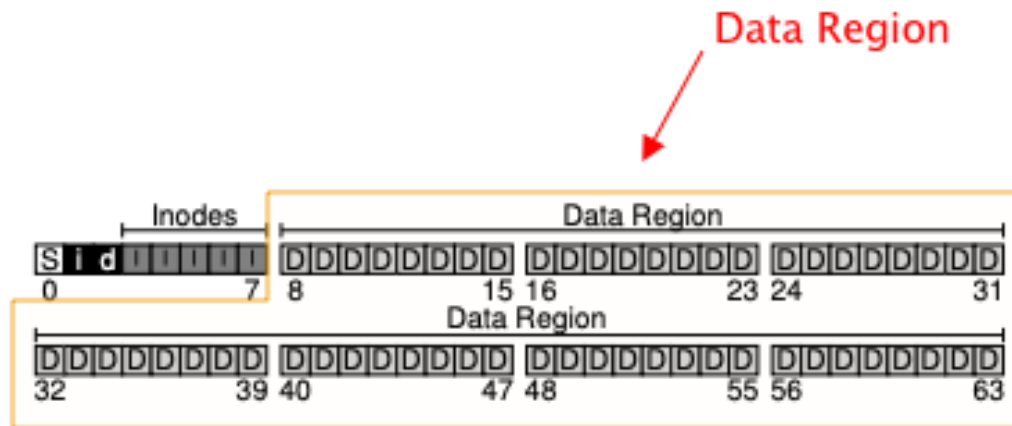 Data Region
Inodes Data Region
S i d I I I I I D D D D D D D D D D D D D D D D D D D D D D D D
0 7 8 15 16 23 24 31
Data Region
D D D D D D D D D D D D D D D D D D D D D D D D D D D D D D D D
32 39 40 47 48 55 56 63